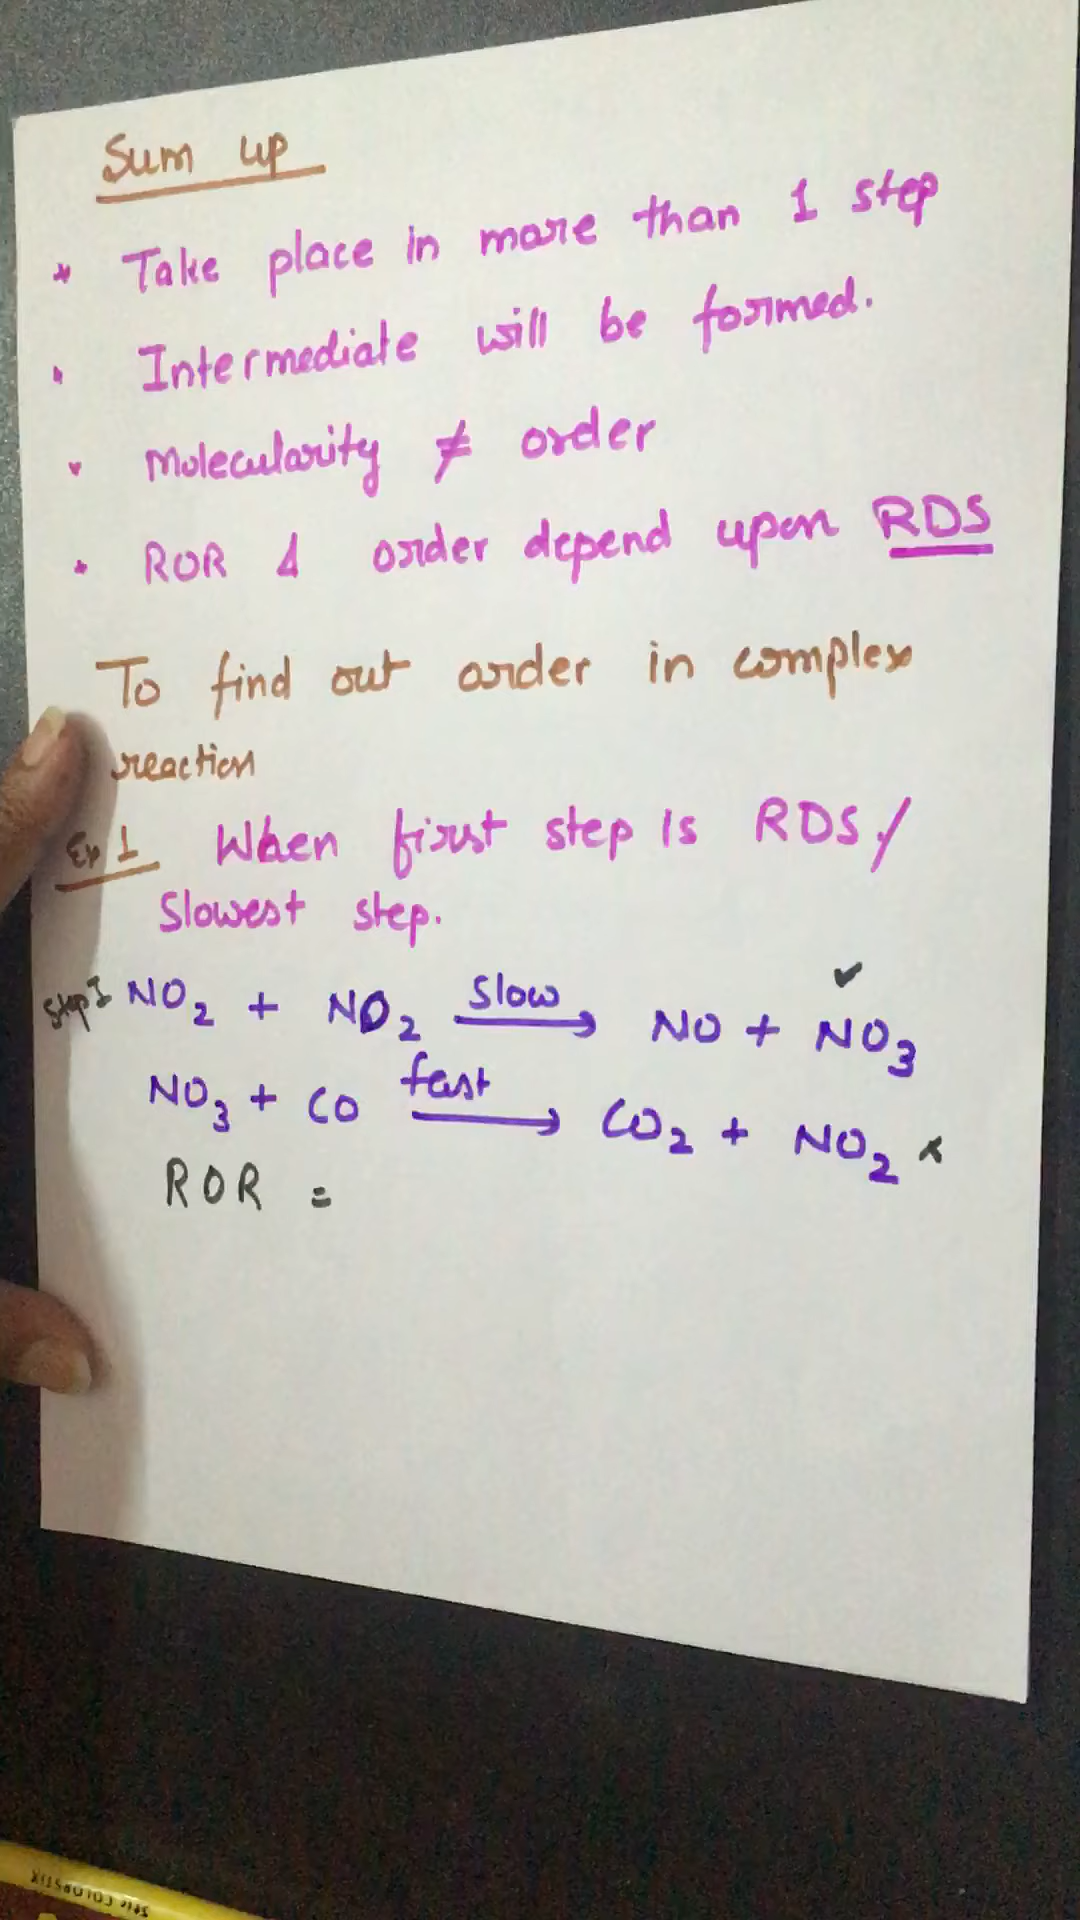 Sum up
* Take place in more than 1 step
• Intermediate will be formed.
• Molecularity ≠ order
• ROR & order depend upon RDS
To find out order in complex
reaction
Ex 1 When first step is RDS/
Slowest step.
Step I NO₂ + NO₂ slow→ NO + NO₃ ✓
NO₃ + CO fast→ CO₂ + NO₂ ×
ROR =
COLORSTIX